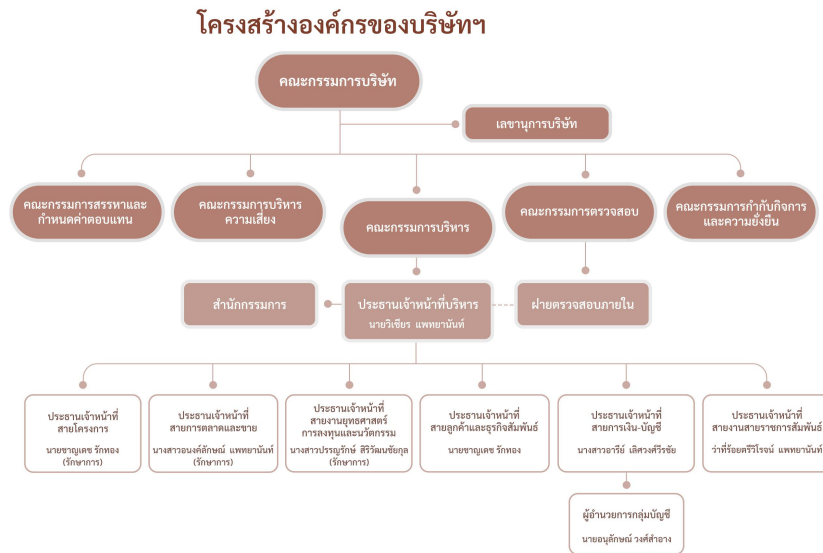 โครงสร้างองค์กรของบริษัทฯ
คณะกรรมการบริษัท
เลขานุการบริษัท
คณะกรรมการสรรหาและ
กำหนดค่าตอบแทน
คณะกรรมการบริหาร
ความเสี่ยง
คณะกรรมการบริหาร
คณะกรรมการตรวจสอบ
คณะกรรมการกำกับกิจการ
และความยั่งยืน
สำนักกรรมการ
ประธานเจ้าหน้าที่บริหาร
นายวิเชียร แพทยานันท์
ฝ่ายตรวจสอบภายใน
ประธานเจ้าหน้าที่
สายโครงการ
นายชาญเดช รักทอง
(รักษาการ)
ประธานเจ้าหน้าที่
สายการตลาดและขาย
นางสาวอนงค์ลักษณ์ แพทยานันท์
(รักษาการ)
ประธานเจ้าหน้าที่
สายงานยุทธศาสตร์
การลงทุนและนวัตกรรม
นางสาวปรรญรักษ์ สิริวัฒนชัยกุล
(รักษาการ)
ประธานเจ้าหน้าที่
สายลูกค้าและธุรกิจสัมพันธ์
นายชาญเดช รักทอง
ประธานเจ้าหน้าที่
สายการเงิน-บัญชี
นางสาวอารีย์ เลิศวงศ์วีรชัย
ประธานเจ้าหน้าที่
สายงานสายราชการสัมพันธ์
ว่าที่ร้อยตรีวิโรจน์ แพทยานันท์
ผู้อำนวยการกลุ่มบัญชี
นายอนุลักษณ์ วงศ์สำอาง